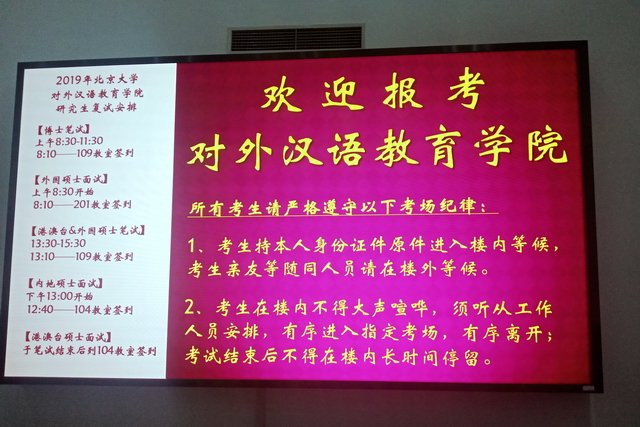 2019年北京大学
对外汉语教育学院
研究生复试安排
【博士笔试】
上午8:30-11:30
8:10——109教室签到
【外国硕士面试】
上午8:30开始
8:10——201教室签到
【港澳台&外国硕士笔试】
13:30-15:30
13:10——109教室签到
【内地硕士面试】
下午13:00开始
12:40——104教室签到
【港澳台硕士面试】
于笔试结束后到104教室签到
欢迎报考
对外汉语教育学院
所有考生请严格遵守以下考场纪律：
1、考生持本人身份证件原件进入楼内等候，
考生亲友等随同人员请在楼外等候。
2、考生在楼内不得大声喧哗，须听从工作
人员安排，有序进入指定考场，有序离开；
考试结束后不得在楼内长时间停留。